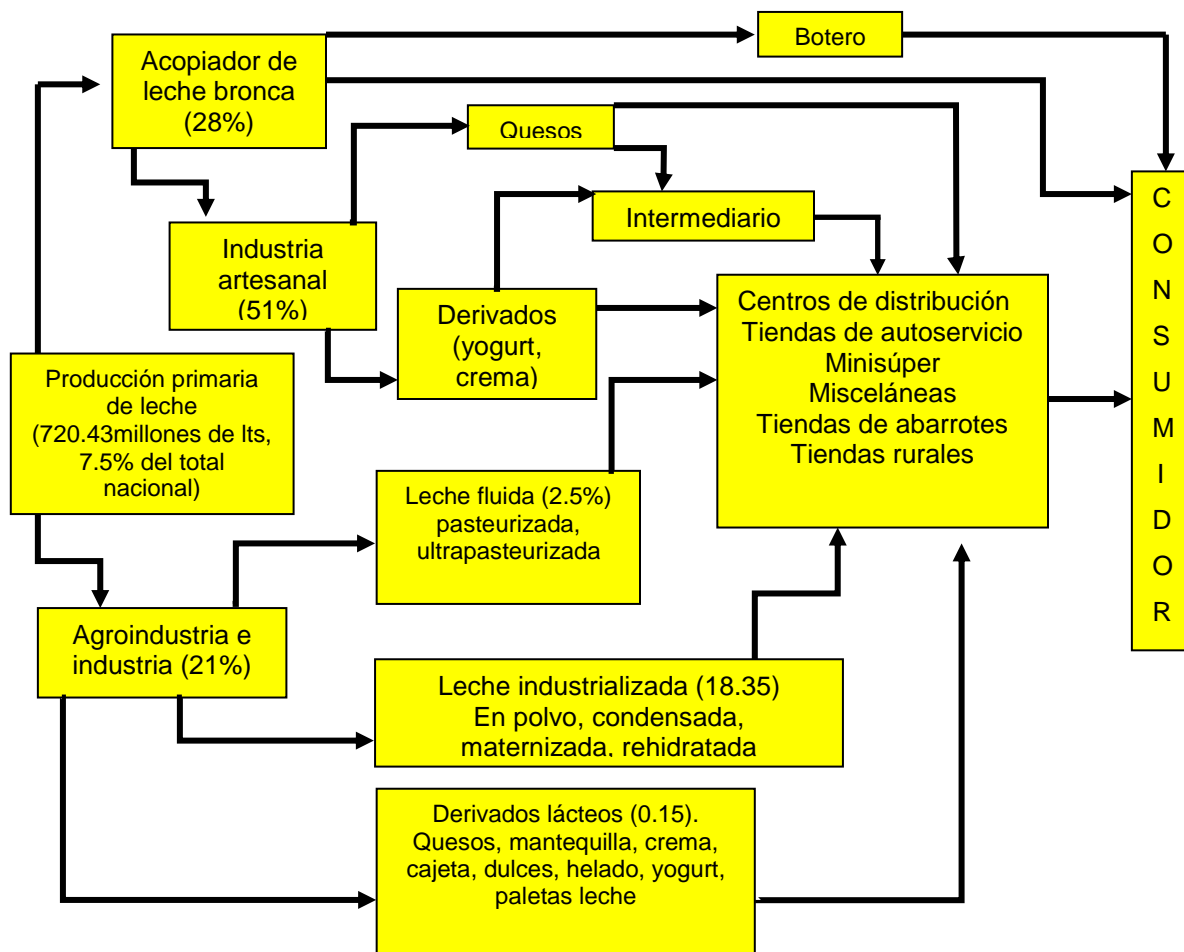 Botero
Acopiador de
leche bronca
(28%)
Quesos
Intermediario
Industria
artesanal
(51%)
Derivados
(yogurt,
crema)
Centros de distribución
Tiendas de autoservicio
Minisúper
Misceláneas
Tiendas de abarrotes
Tiendas rurales
C
O
N
S
U
M
I
D
O
R
Producción primaria
de leche
(720.43millones de lts,
7.5% del total
nacional)
Leche fluida (2.5%)
pasteurizada,
ultrapasteurizada
Agroindustria e
industria (21%)
Leche industrializada (18.35)
En polvo, condensada,
maternizada, rehidratada
Derivados lácteos (0.15).
Quesos, mantequilla, crema,
cajeta, dulces, helado, yogurt,
paletas leche